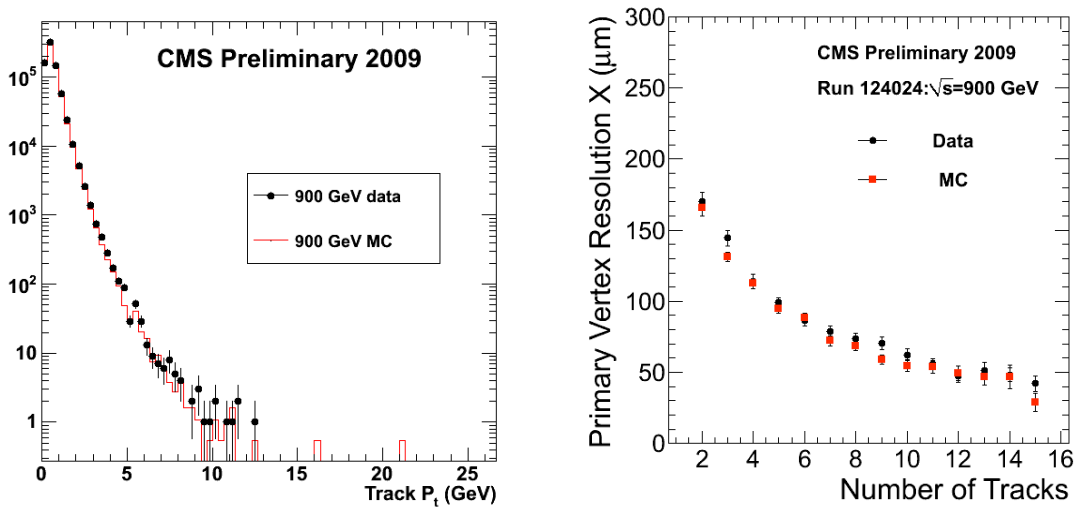 CMS Preliminary 2009
10^5
10^4
10^3
10^2
10
1
900 GeV data
900 GeV MC
0 5 10 15 20 25
Track P_t (GeV)
Primary Vertex Resolution X (μm)
300
250
200
150
100
50
0
CMS Preliminary 2009
Run 124024:√s=900 GeV
Data
MC
2 4 6 8 10 12 14 16
Number of Tracks